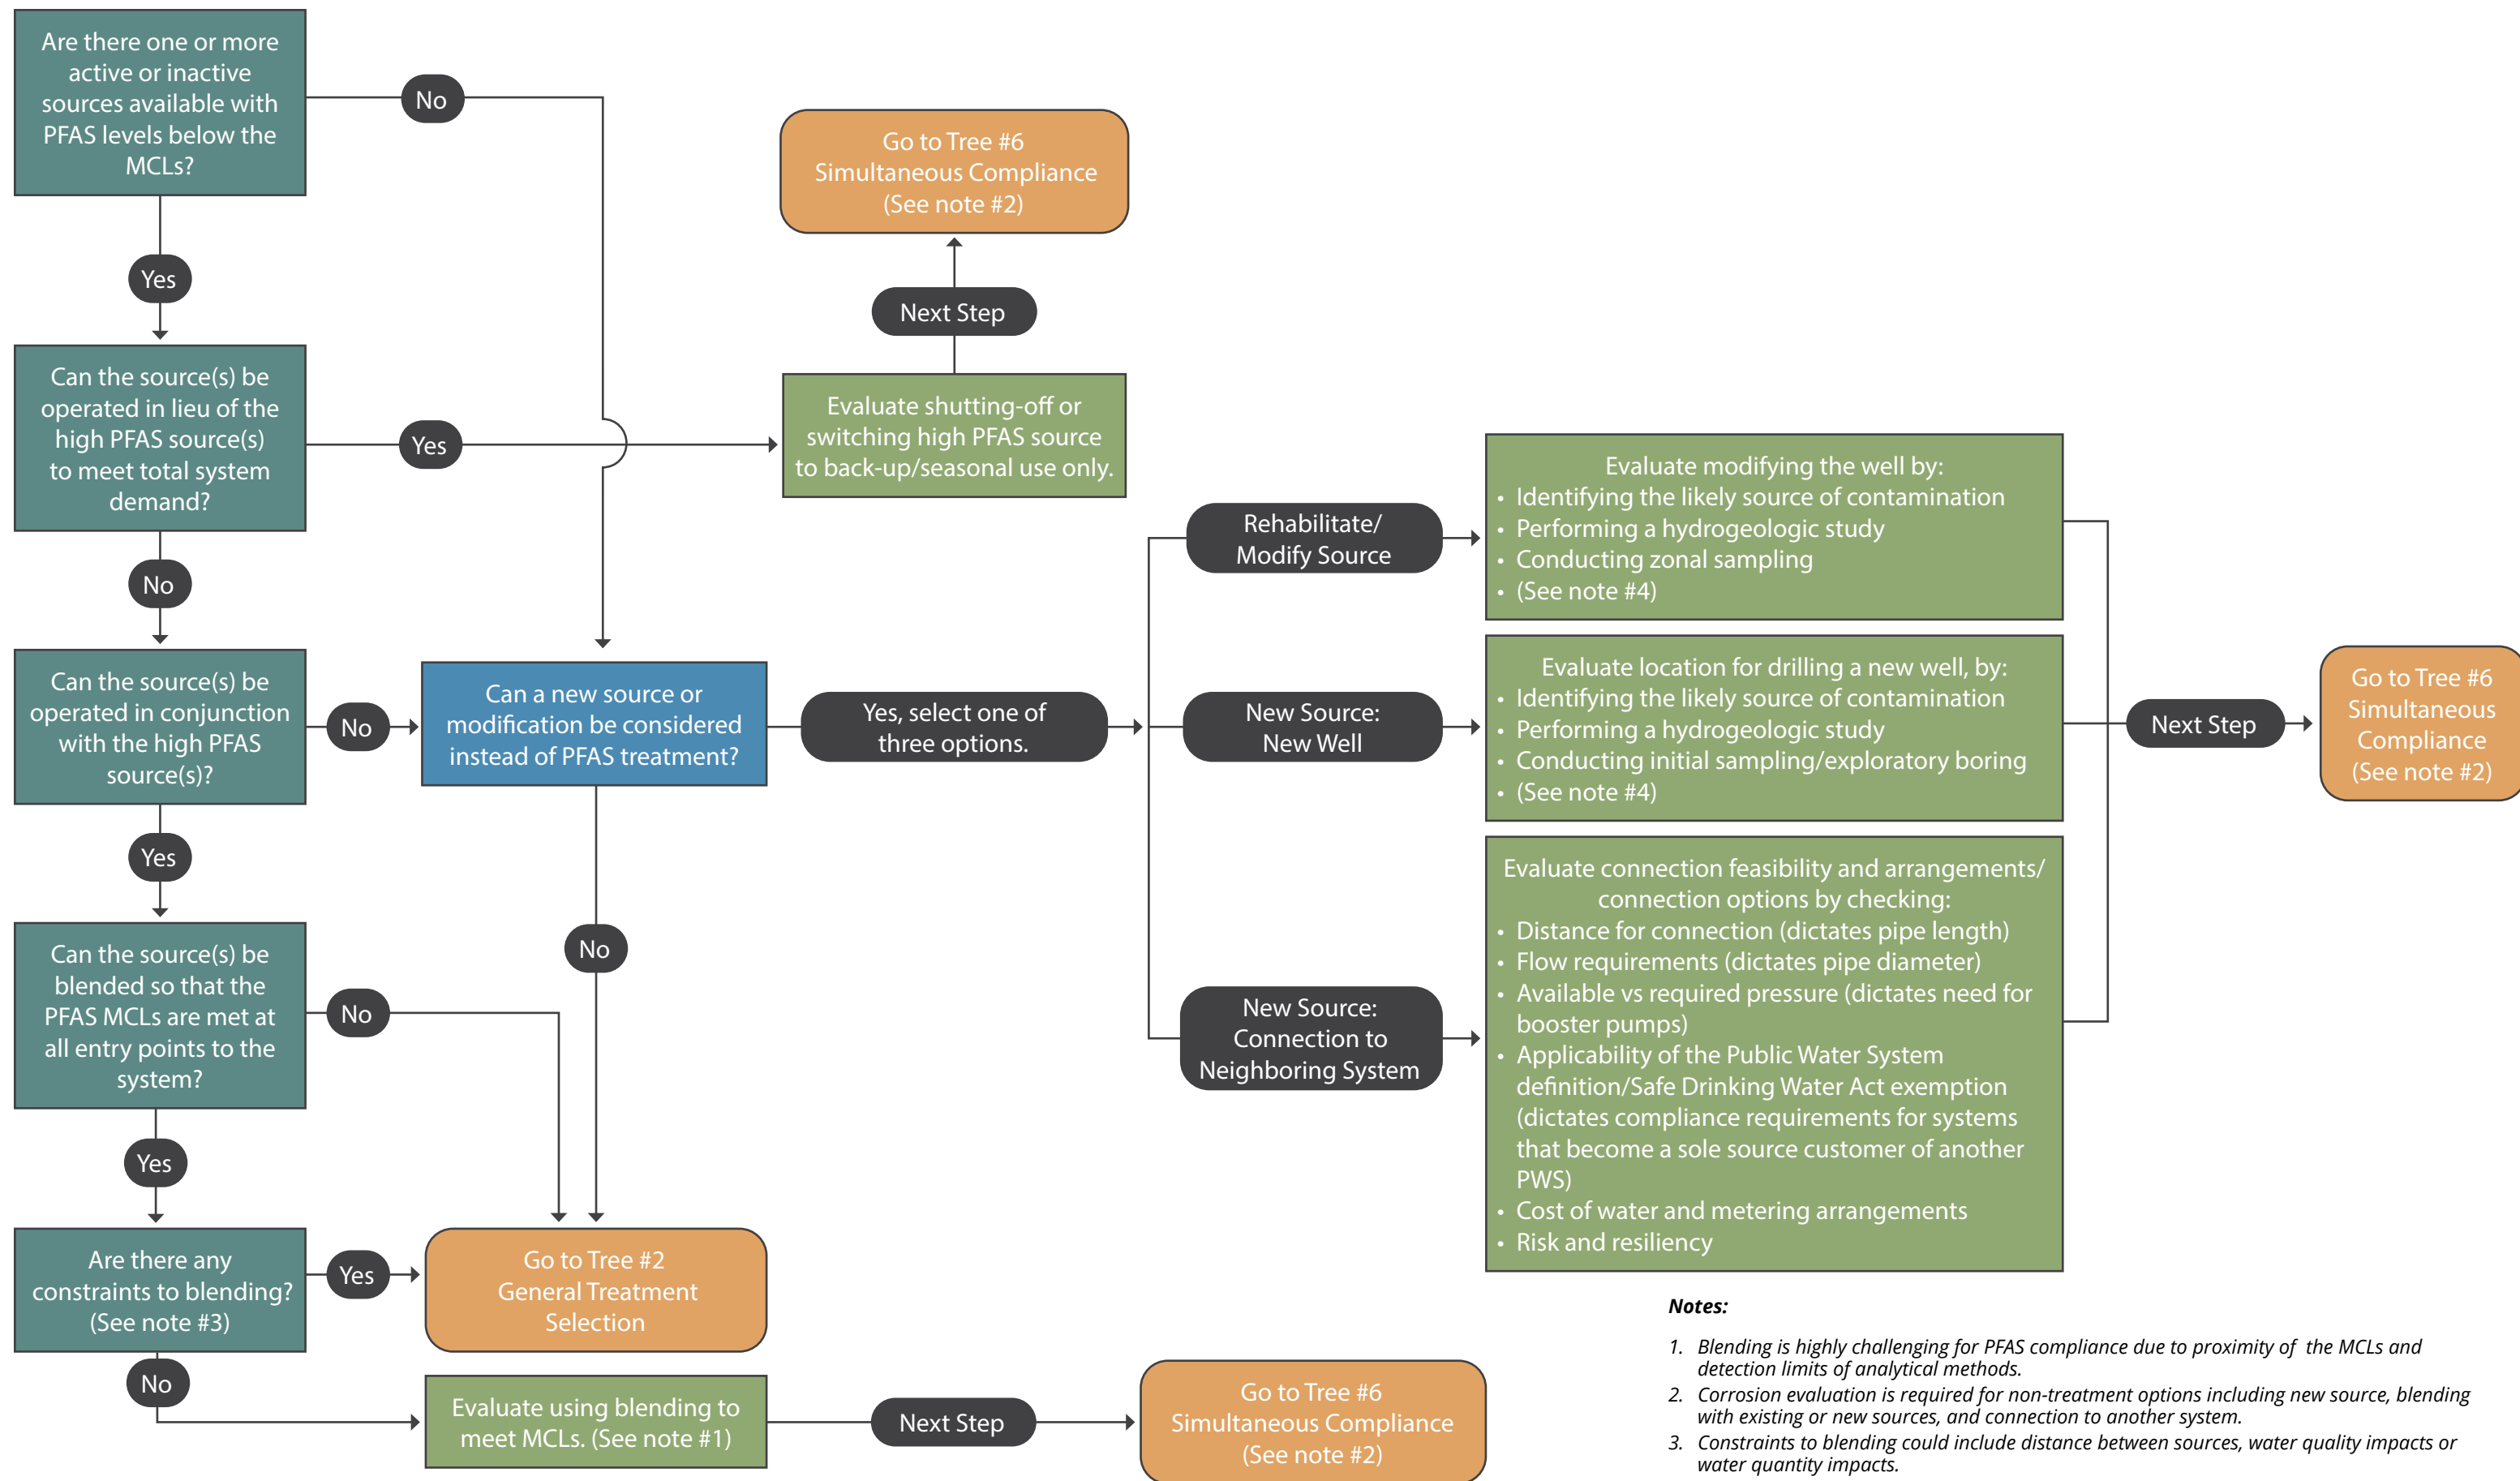 Are there one or more
active or inactive
sources available with
PFAS levels below the
MCLs?
No
Yes
Go to Tree #6
Simultaneous Compliance
(See note #2)
Next Step
Can the source(s) be
operated in lieu of the
high PFAS source(s)
to meet total system
demand?
Yes
Evaluate shutting-off or
switching high PFAS source
to back-up/seasonal use only.
No
Can the source(s) be
operated in conjunction
with the high PFAS
source(s)?
No
Can a new source or
modification be considered
instead of PFAS treatment?
Yes, select one of
three options.
Rehabilitate/
Modify Source
Evaluate modifying the well by:
• Identifying the likely source of contamination
• Performing a hydrogeologic study
• Conducting zonal sampling
• (See note #4)
New Source:
New Well
Evaluate location for drilling a new well, by:
• Identifying the likely source of contamination
• Performing a hydrogeologic study
• Conducting initial sampling/exploratory boring
• (See note #4)
New Source:
Connection to
Neighboring System
Evaluate connection feasibility and arrangements/
connection options by checking:
• Distance for connection (dictates pipe length)
• Flow requirements (dictates pipe diameter)
• Available vs required pressure (dictates need for
booster pumps)
• Applicability of the Public Water System
definition/Safe Drinking Water Act exemption
(dictates compliance requirements for systems
that become a sole source customer of another
PWS)
• Cost of water and metering arrangements
• Risk and resiliency
Next Step
Go to Tree #6
Simultaneous
Compliance
(See note #2)
Yes
No
Can the source(s) be
blended so that the
PFAS MCLs are met at
all entry points to the
system?
No
Yes
Are there any
constraints to blending?
(See note #3)
Yes
Go to Tree #2
General Treatment
Selection
No
Evaluate using blending to
meet MCLs. (See note #1)
Next Step
Go to Tree #6
Simultaneous Compliance
(See note #2)
Notes:
1. Blending is highly challenging for PFAS compliance due to proximity of the MCLs and
detection limits of analytical methods.
2. Corrosion evaluation is required for non-treatment options including new source, blending
with existing or new sources, and connection to another system.
3. Constraints to blending could include distance between sources, water quality impacts or
water quantity impacts.